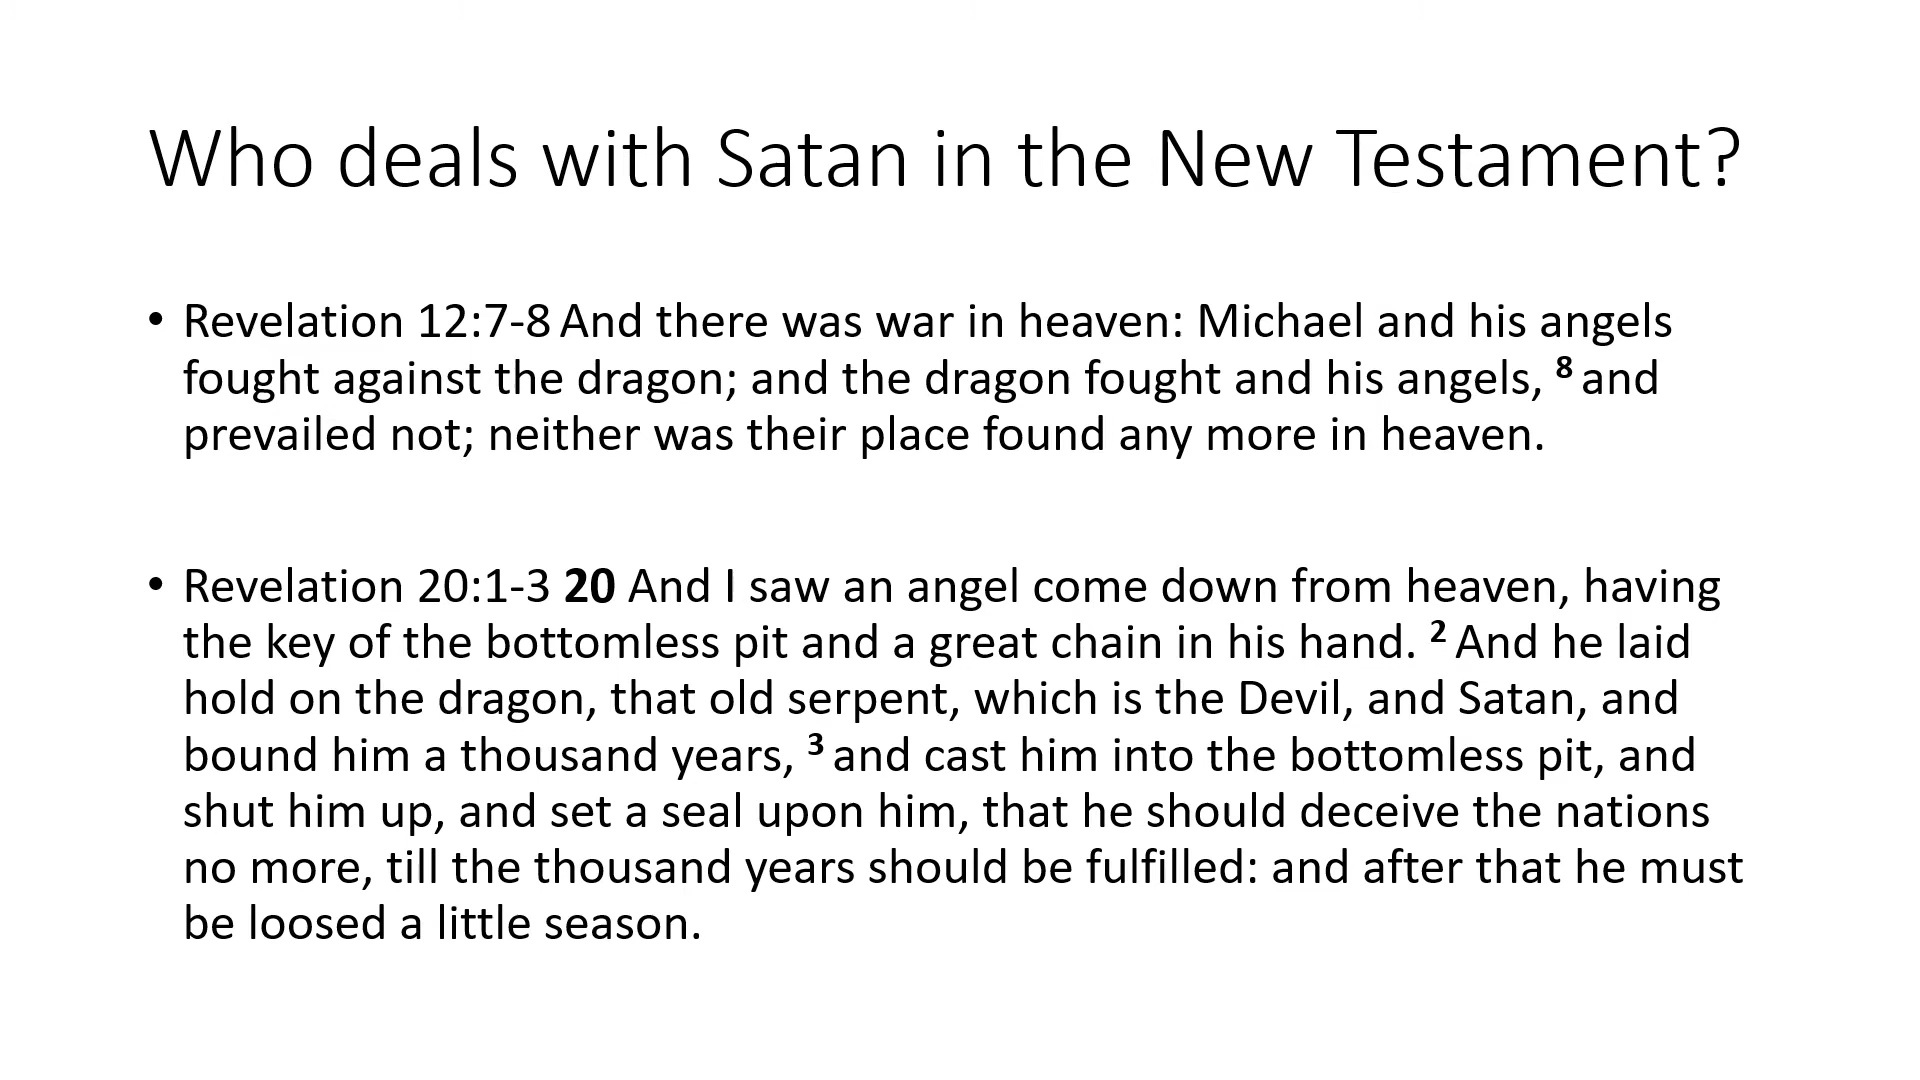 Who deals with Satan in the New Testament?
• Revelation 12:7-8 And there was war in heaven: Michael and his angels
fought against the dragon; and the dragon fought and his angels, 8 and
prevailed not; neither was their place found any more in heaven.
• Revelation 20:1-3 20 And I saw an angel come down from heaven, having
the key of the bottomless pit and a great chain in his hand. 2 And he laid
hold on the dragon, that old serpent, which is the Devil, and Satan, and
bound him a thousand years, 3 and cast him into the bottomless pit, and
shut him up, and set a seal upon him, that he should deceive the nations
no more, till the thousand years should be fulfilled: and after that he must
be loosed a little season.